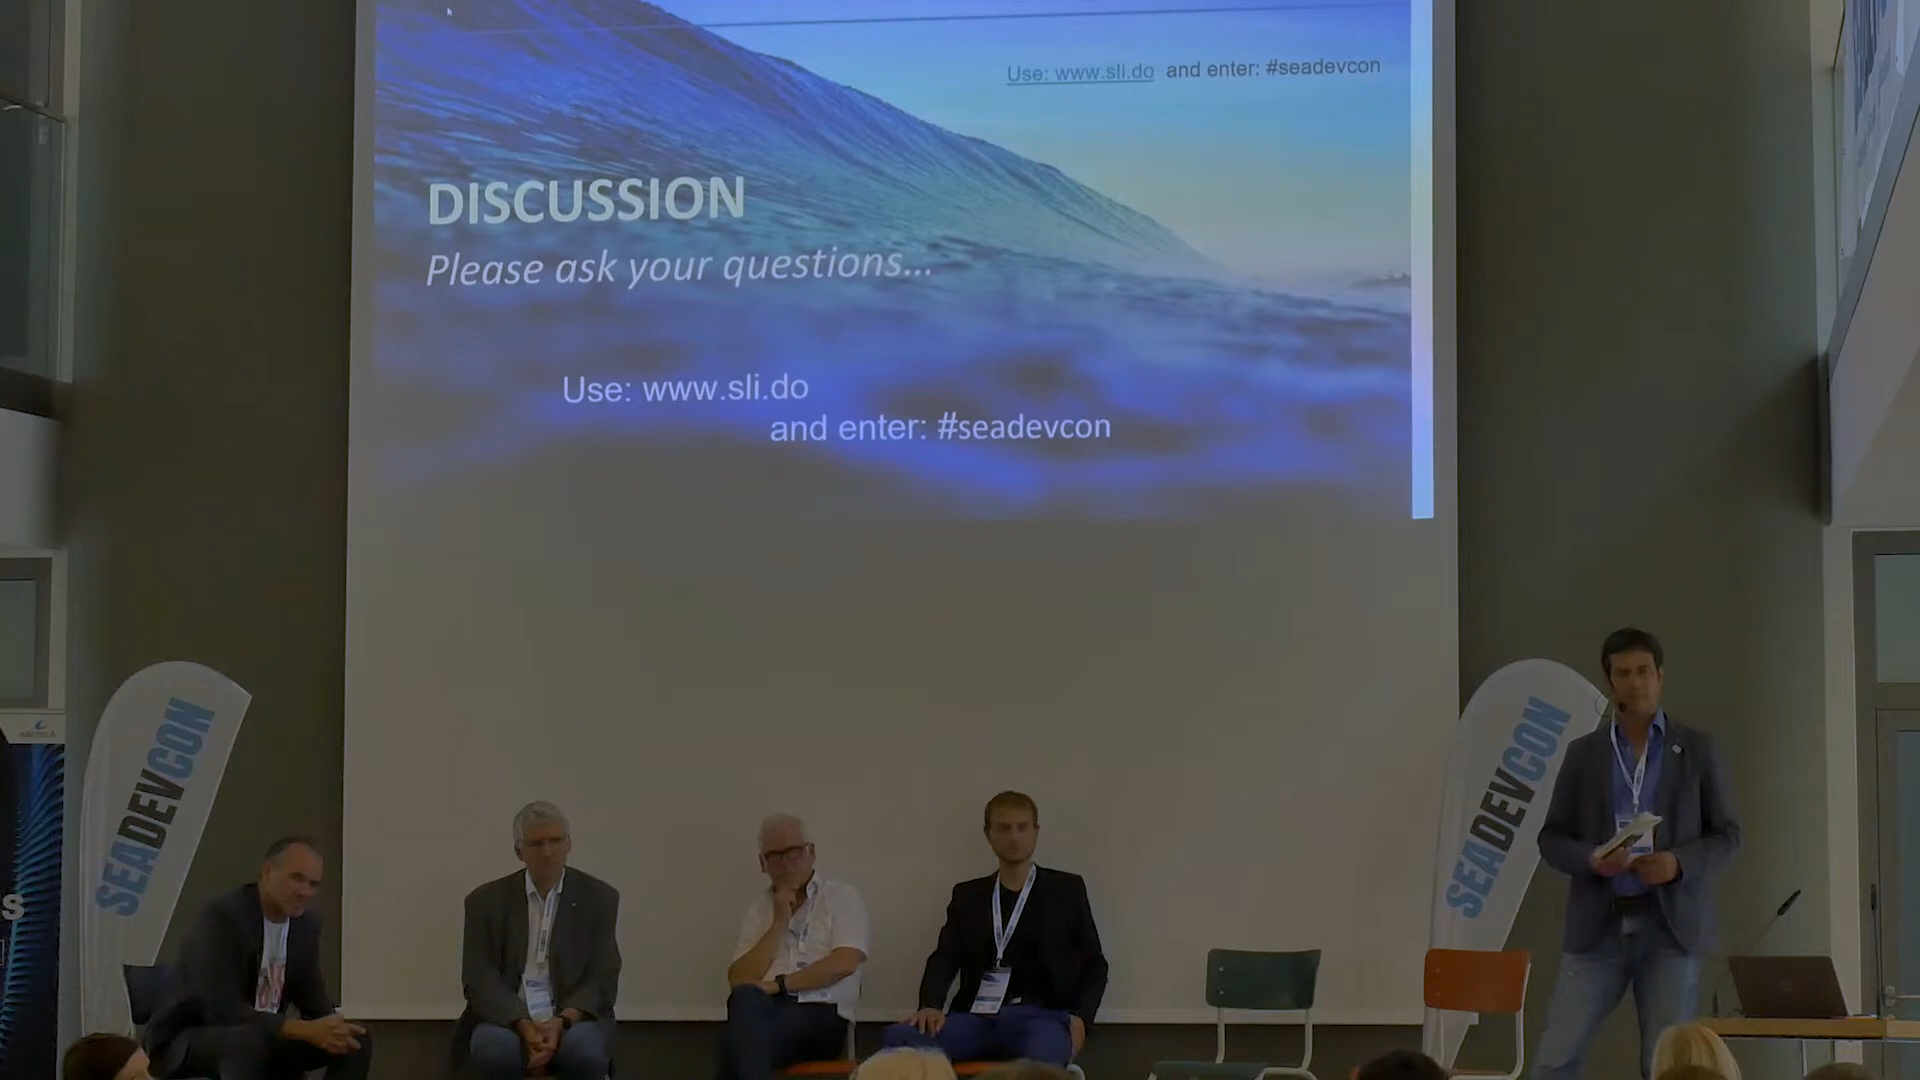 Use: www.sli.do and enter: #seadevcon
DISCUSSION
Please ask your questions...
Use: www.sli.do
and enter: #seadevcon
SEADEVCON
SEADEVCON
S